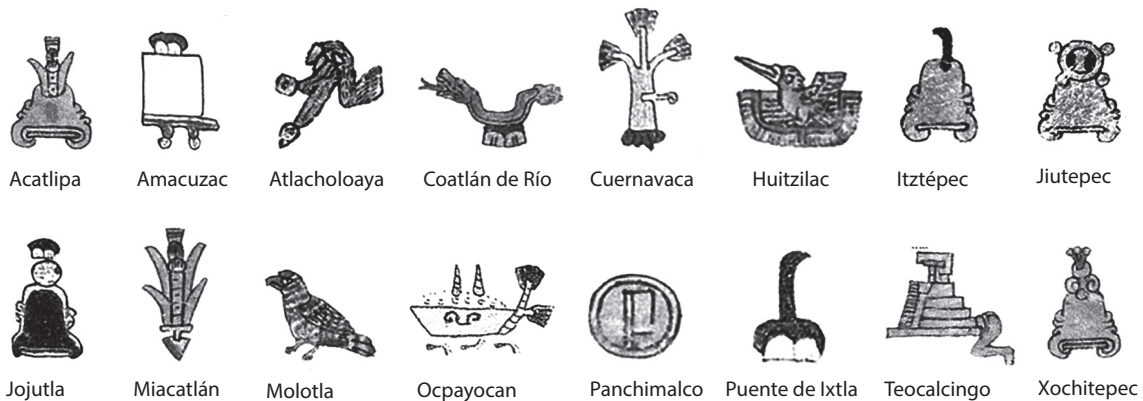 Acatlipa Amacuzac Atlacholoaya Coatlán de Río Cuernavaca Huitzilac Itztépec Jiutepec
Jojutla Miacatlán Molotla Ocpayocan Panchimalco Puente de Ixtla Teocalcingo Xochitepec